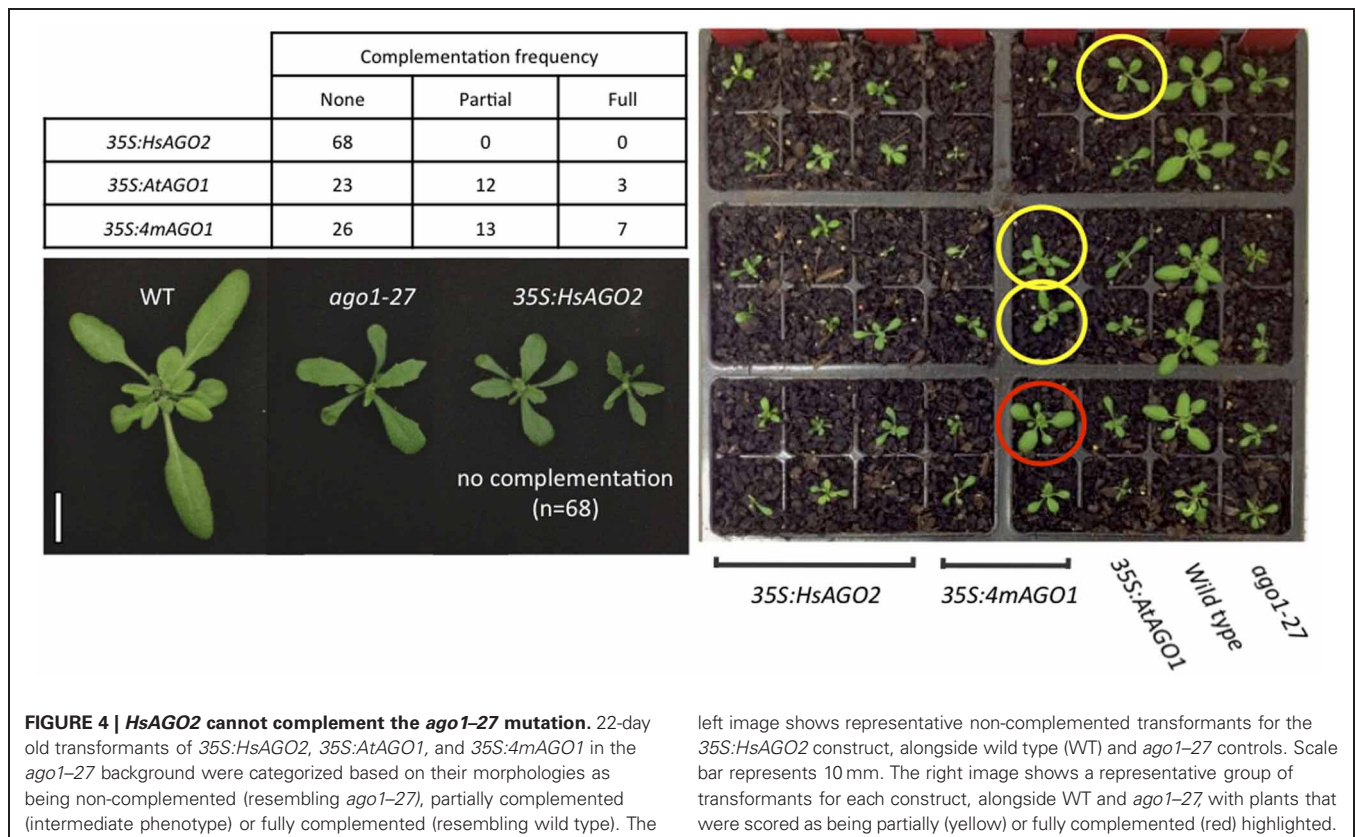 Complementation frequency
None Partial Full
35S:HsAGO2 68 0 0
35S:AtAGO1 23 12 3
35S:4mAGO1 26 13 7
WT ago1-27 35S:HsAGO2
no complementation
(n=68)
35S:HsAGO2 35S:4mAGO1 35S:AtAGO1 Wild type ago1-27
FIGURE 4 | HsAGO2 cannot complement the ago1–27 mutation. 22-day
old transformants of 35S:HsAGO2, 35S:AtAGO1, and 35S:4mAGO1 in the
ago1–27 background were categorized based on their morphologies as
being non-complemented (resembling ago1–27), partially complemented
(intermediate phenotype) or fully complemented (resembling wild type). The
left image shows representative non-complemented transformants for the
35S:HsAGO2 construct, alongside wild type (WT) and ago1–27 controls. Scale
bar represents 10 mm. The right image shows a representative group of
transformants for each construct, alongside WT and ago1–27, with plants that
were scored as being partially (yellow) or fully complemented (red) highlighted.